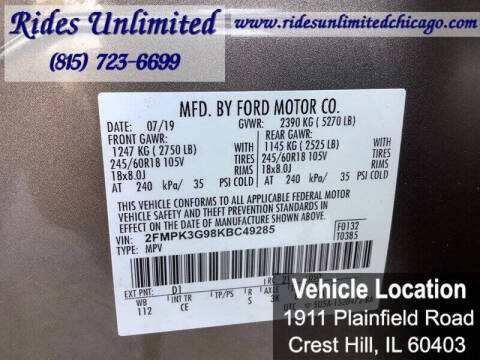 Rides Unlimited
(815) 723-6699
www.ridesunlimitedchicago.com
MFD. BY FORD MOTOR CO.
DATE: 07/19 GVWR: 2390 KG ( 5270 LB)
FRONT GAWR: REAR GAWR:
1247 KG ( 2750 LB) WITH 1145 KG ( 2525 LB) WITH
245/60R18 105V TIRES 245/60R18 105V TIRES
18x8.0J RIMS 18x8.0J RIMS
AT 240 kPa/ 35 PSI COLD AT 240 kPa/ 35 PSI COLD
THIS VEHICLE CONFORMS TO ALL APPLICABLE FEDERAL MOTOR
VEHICLE SAFETY AND THEFT PREVENTION STANDARDS IN
EFFECT ON THE DATE OF MANUFACTURE SHOWN ABOVE.
VIN: 2FMPK3G98KBC49285 F0132
TYPE: MPV T0385
EXT PNT: D1
WB INT TR TP/PS R AXLE
112 CE S 3K
UTC
Vehicle Location
1911 Plainfield Road
Crest Hill, IL 60403